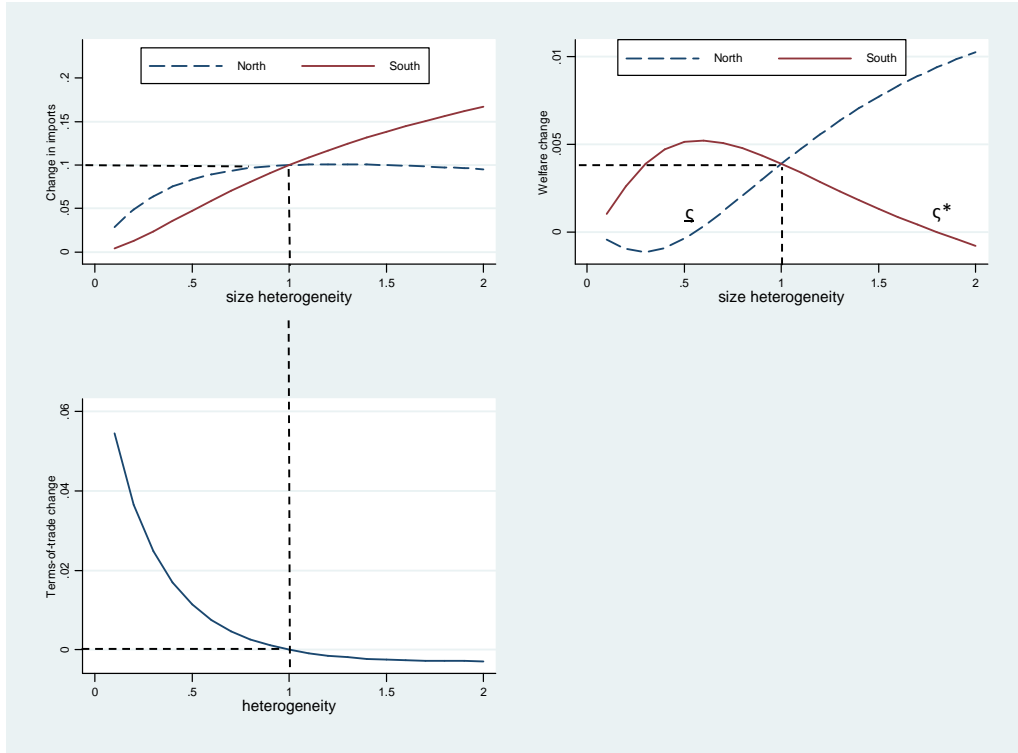 North South
Change in imports
.2
.15
.1
.05
0
0 .5 1 1.5 2
size heterogeneity
North South
Welfare change
.01
.005
0
ς ς*
0 .5 1 1.5 2
size heterogeneity
Terms-of-trade change
.06
.04
.02
0
0 .5 1 1.5 2
heterogeneity